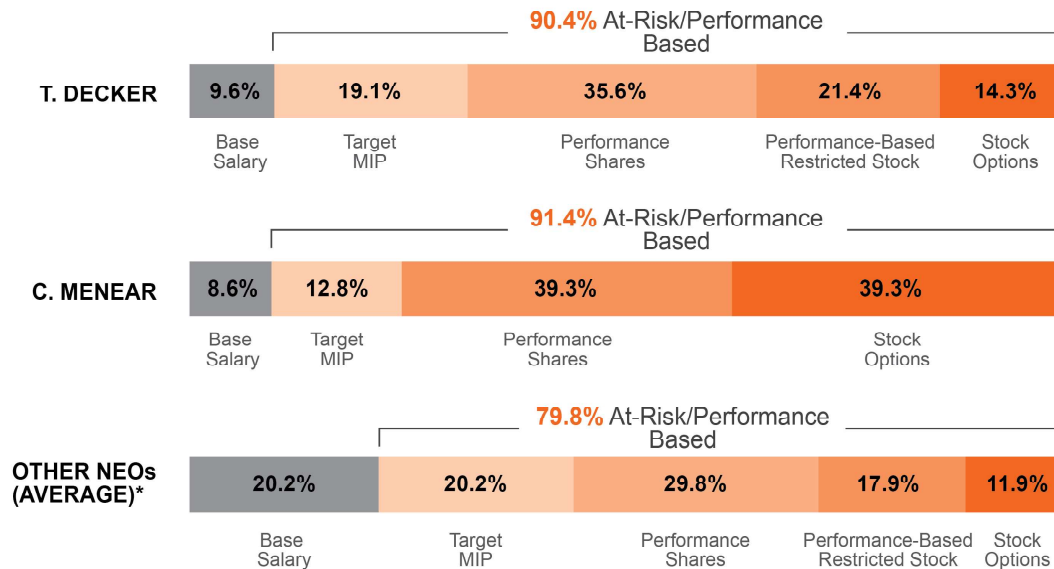 90.4% At-Risk/Performance
Based
T. DECKER
9.6% 19.1% 35.6% 21.4% 14.3%
Base Target Performance Performance-Based Stock
Salary MIP Shares Restricted Stock Options
91.4% At-Risk/Performance
Based
C. MENEAR
8.6% 12.8% 39.3% 39.3%
Base Target Performance Stock
Salary MIP Shares Options
79.8% At-Risk/Performance
Based
OTHER NEOs
(AVERAGE)*
20.2% 20.2% 29.8% 17.9% 11.9%
Base Target Performance Performance-Based Stock
Salary MIP Shares Restricted Stock Options